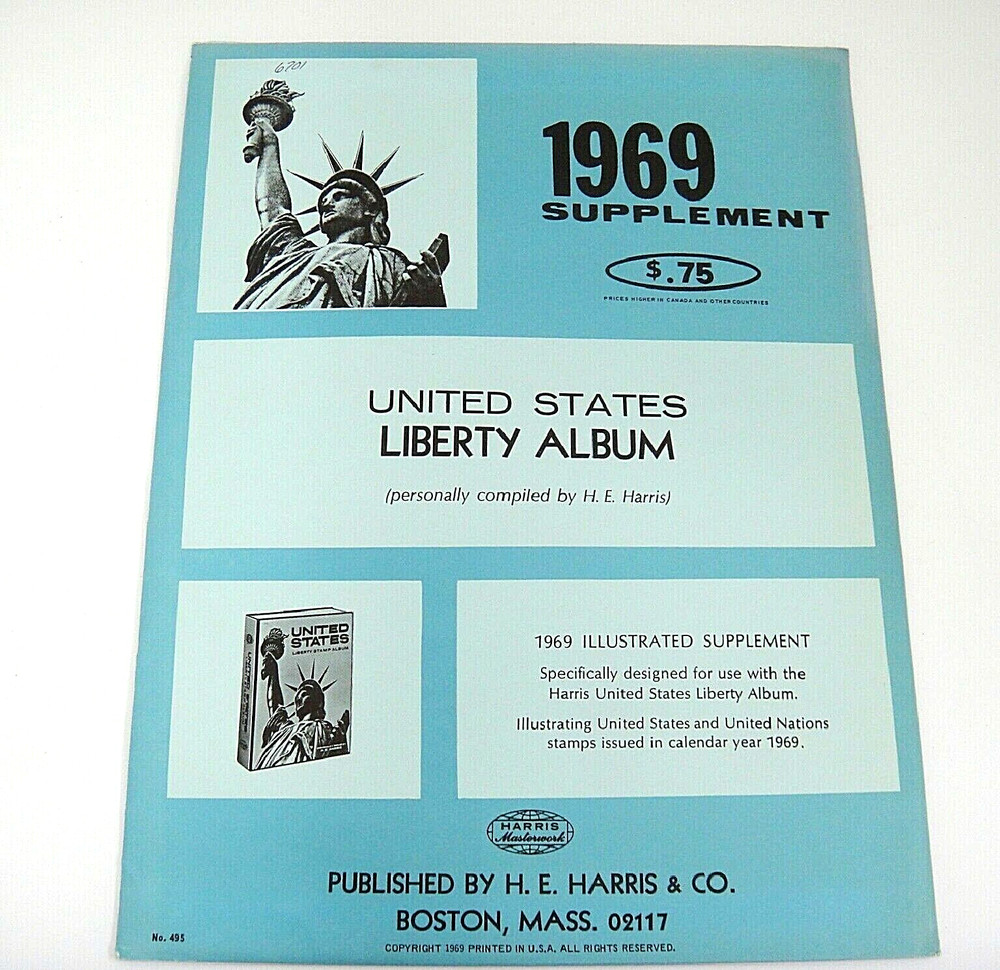 6701
1969
SUPPLEMENT
$.75
PRICES HIGHER IN CANADA AND OTHER COUNTRIES
UNITED STATES
LIBERTY ALBUM
(personally compiled by H. E. Harris)
UNITED
STATES
LIBERTY STAMP ALBUM
1969 ILLUSTRATED SUPPLEMENT
Specifically designed for use with the
Harris United States Liberty Album.
Illustrating United States and United Nations
stamps issued in calendar year 1969.
HARRIS
Masterwork
PUBLISHED BY H. E. HARRIS & CO.
BOSTON, MASS. 02117
No. 495
COPYRIGHT 1969 PRINTED IN U.S.A. ALL RIGHTS RESERVED.